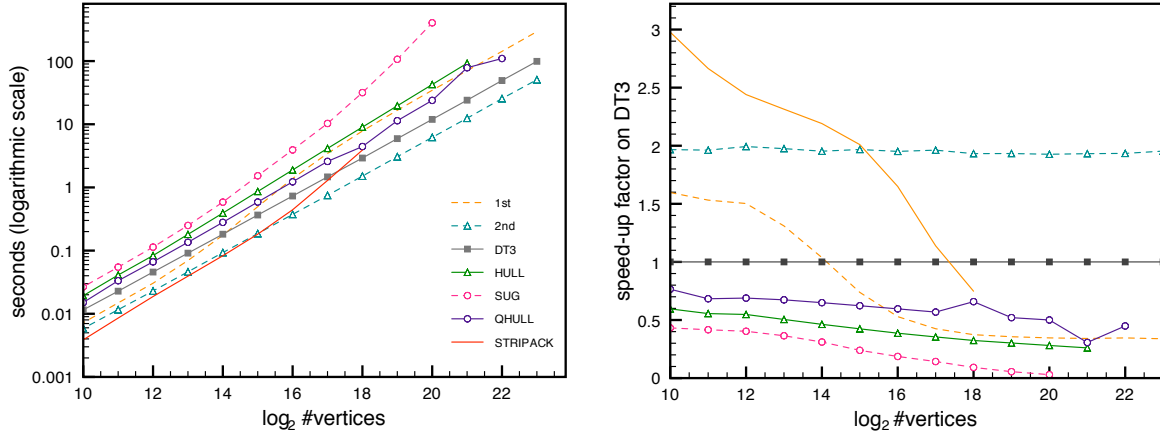 seconds (logarithmic scale)
100
10
1
0.1
0.01
0.001
10
12
14
16
18
20
22
log2 #vertices
1st
2nd
DT3
HULL
SUG
QHULL
STRIPACK
speed-up factor on DT3
3
2.5
2
1.5
1
0.5
0
10
12
14
16
18
20
22
log2 #vertices